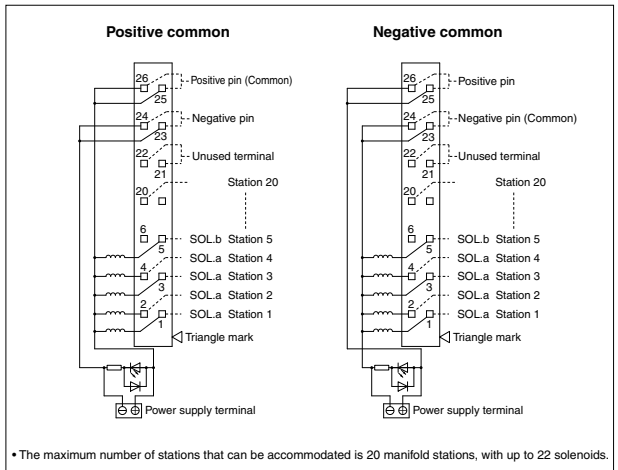 Positive common
26
Positive pin (Common)
25
24
Negative pin
23
22
Unused terminal
21
Station 20
20
6
SOL.b Station 5
5
SOL.a Station 4
4
SOL.a Station 3
3
SOL.a Station 2
2
SOL.a Station 1
1
Triangle mark
⊖ ⊕ Power supply terminal
Negative common
26
Positive pin
25
24
Negative pin (Common)
23
22
Unused terminal
21
Station 20
20
6
SOL.b Station 5
5
SOL.a Station 4
4
SOL.a Station 3
3
SOL.a Station 2
2
SOL.a Station 1
1
Triangle mark
⊖ ⊕ Power supply terminal
• The maximum number of stations that can be accommodated is 20 manifold stations, with up to 22 solenoids.